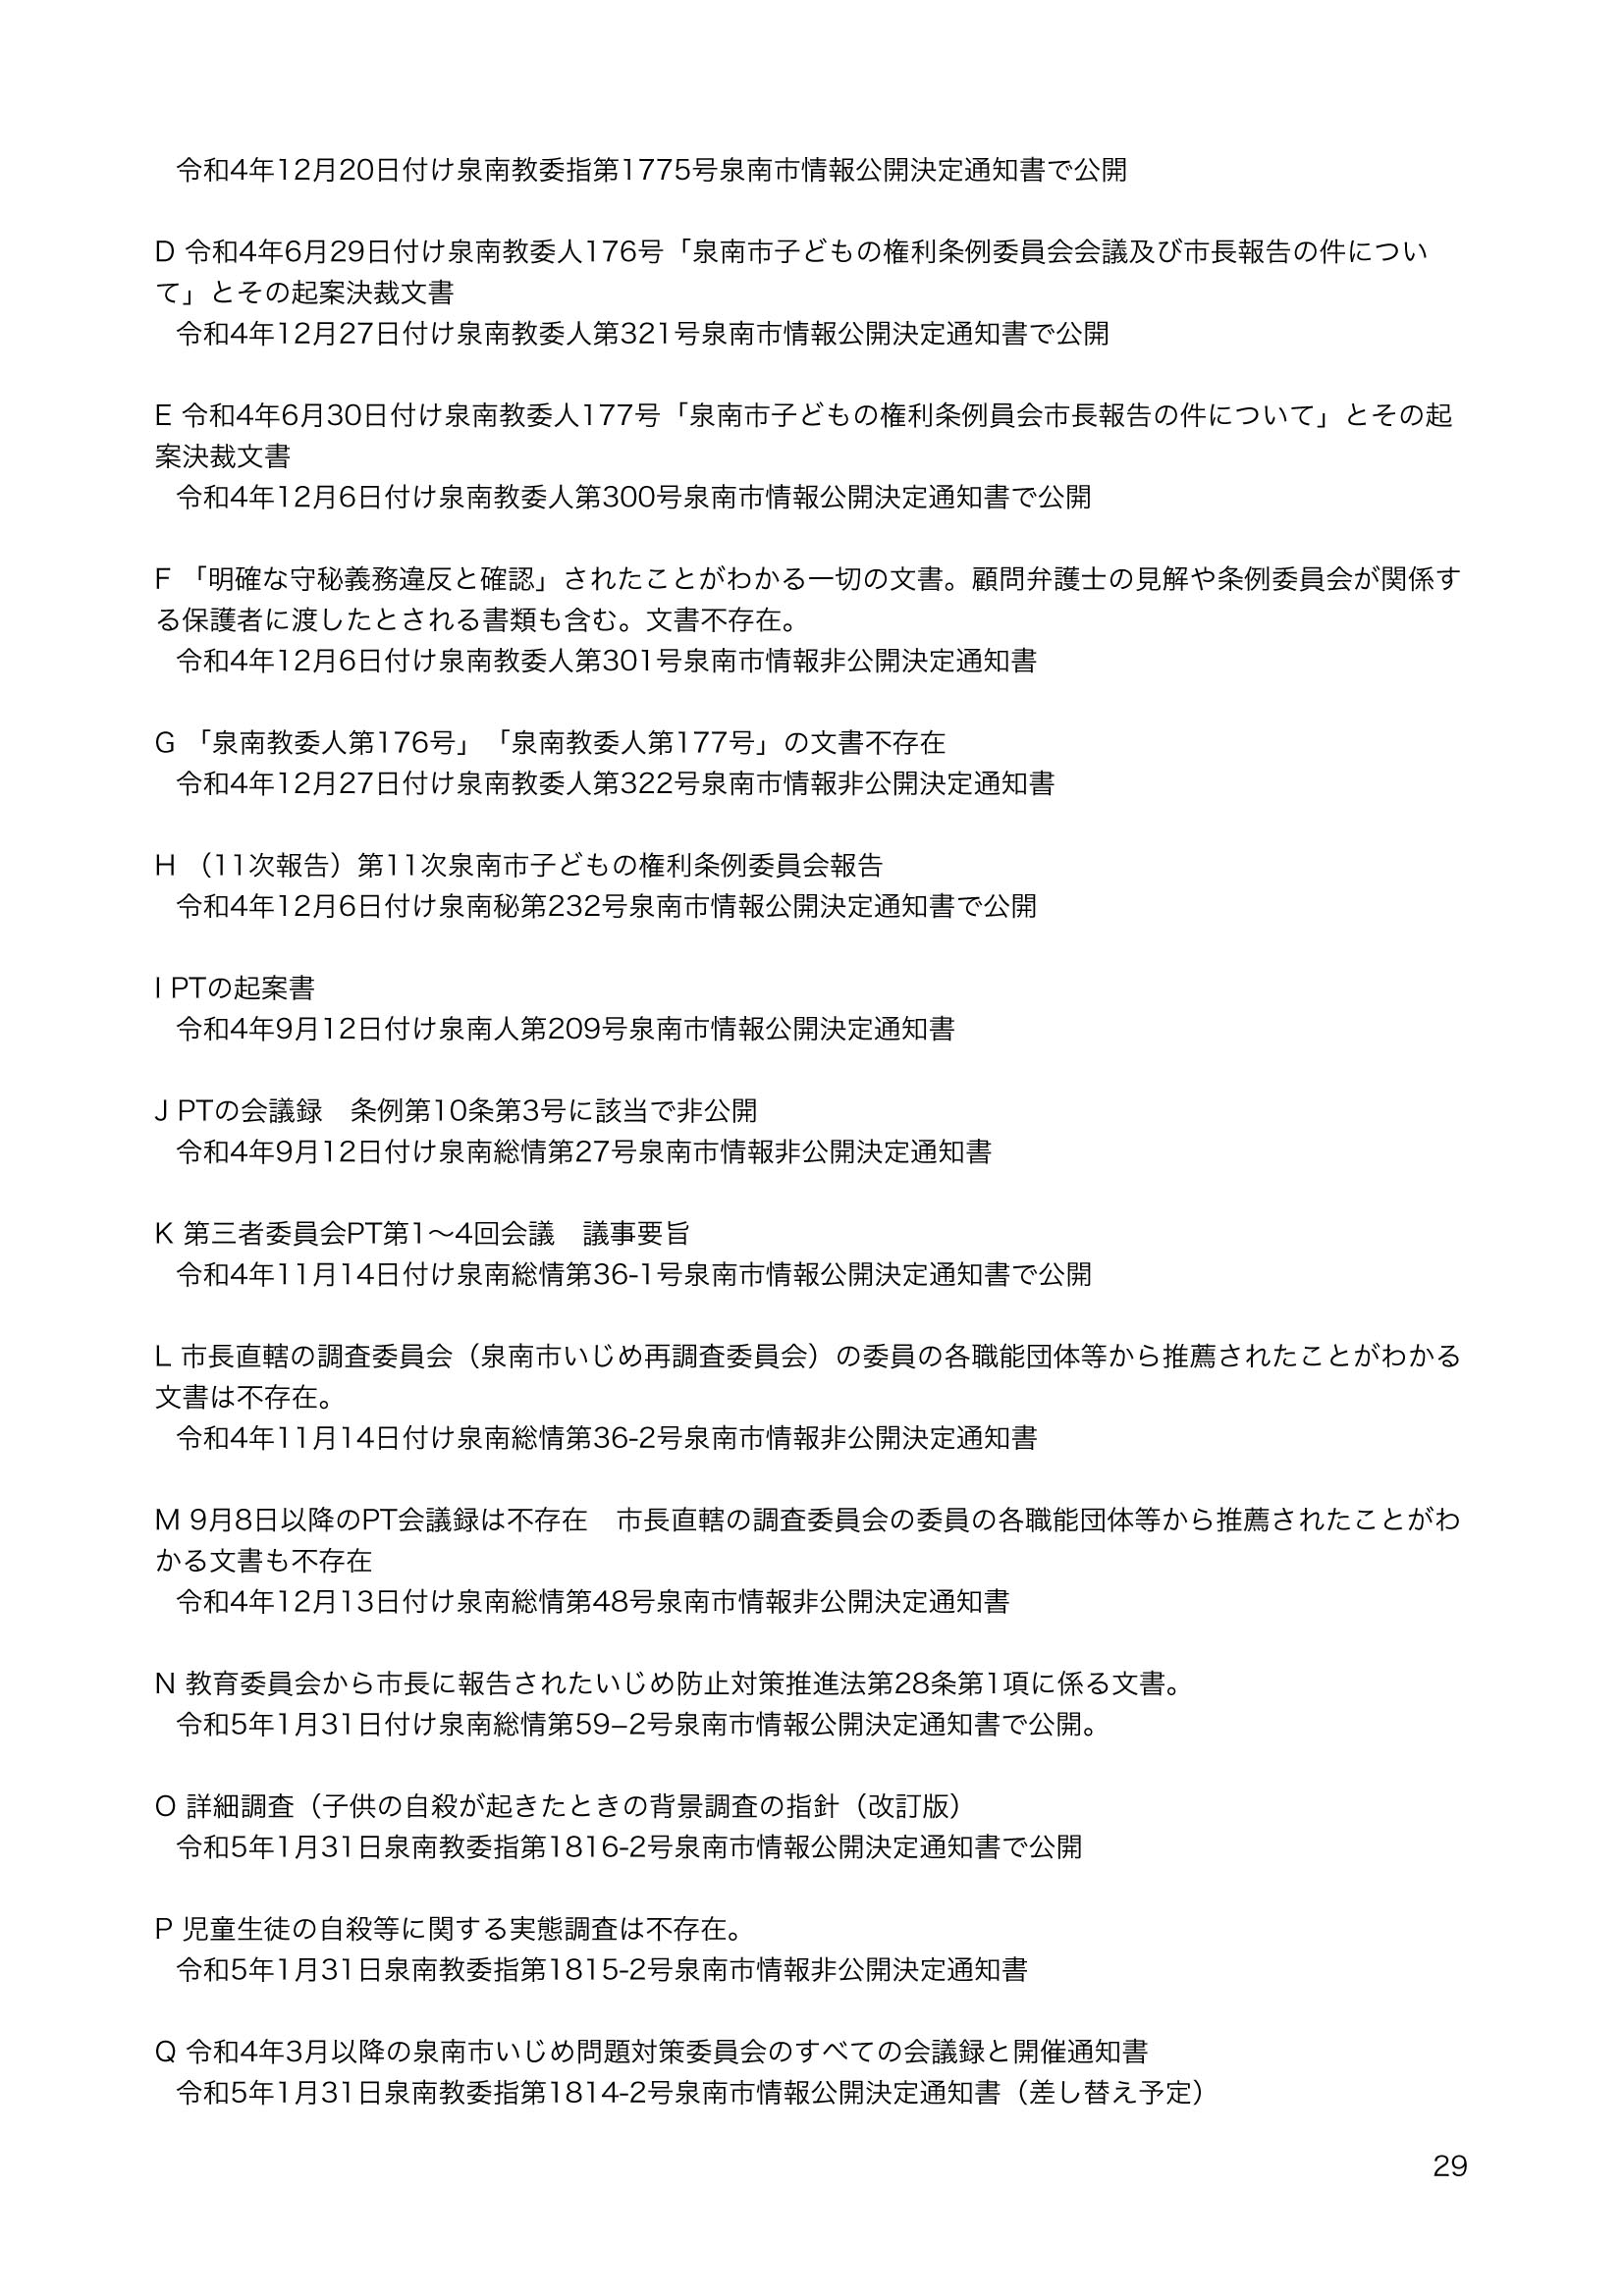 令和4年12月20日付け泉南教委指第1775号泉南市情報公開決定通知書で公開
D 令和4年6月29日付け泉南教委人176号「泉南市子どもの権利条例委員会会議及び市長報告の件につい
て」とその起案決裁文書
令和4年12月27日付け泉南教委人第321号泉南市情報公開決定通知書で公開
E 令和4年6月30日付け泉南教委人177号「泉南市子どもの権利条例員会市長報告の件について」とその起
案決裁文書
令和4年12月6日付け泉南教委人第300号泉南市情報公開決定通知書で公開
F 「明確な守秘義務違反と確認」されたことがわかる一切の文書。顧問弁護士の見解や条例委員会が関係す
る保護者に渡したとされる書類も含む。文書不存在。
令和4年12月6日付け泉南教委人第301号泉南市情報非公開決定通知書
G 「泉南教委人第176号」「泉南教委人第177号」の文書不存在
令和4年12月27日付け泉南教委人第322号泉南市情報非公開決定通知書
H （11次報告）第11次泉南市子どもの権利条例委員会報告
令和4年12月6日付け泉南秘第232号泉南市情報公開決定通知書で公開
I PTの起案書
令和4年9月12日付け泉南人第209号泉南市情報公開決定通知書
J PTの会議録　条例第10条第3号に該当で非公開
令和4年9月12日付け泉南総情第27号泉南市情報非公開決定通知書
K 第三者委員会PT第1〜4回会議　議事要旨
令和4年11月14日付け泉南総情第36-1号泉南市情報公開決定通知書で公開
L 市長直轄の調査委員会（泉南市いじめ再調査委員会）の委員の各職能団体等から推薦されたことがわかる
文書は不存在。
令和4年11月14日付け泉南総情第36-2号泉南市情報非公開決定通知書
M 9月8日以降のPT会議録は不存在　市長直轄の調査委員会の委員の各職能団体等から推薦されたことがわ
かる文書も不存在
令和4年12月13日付け泉南総情第48号泉南市情報非公開決定通知書
N 教育委員会から市長に報告されたいじめ防止対策推進法第28条第1項に係る文書。
令和5年1月31日付け泉南総情第59–2号泉南市情報公開決定通知書で公開。
O 詳細調査（子供の自殺が起きたときの背景調査の指針（改訂版）
令和5年1月31日泉南教委指第1816-2号泉南市情報公開決定通知書で公開
P 児童生徒の自殺等に関する実態調査は不存在。
令和5年1月31日泉南教委指第1815-2号泉南市情報非公開決定通知書
Q 令和4年3月以降の泉南市いじめ問題対策委員会のすべての会議録と開催通知書
令和5年1月31日泉南教委指第1814-2号泉南市情報公開決定通知書（差し替え予定）
29